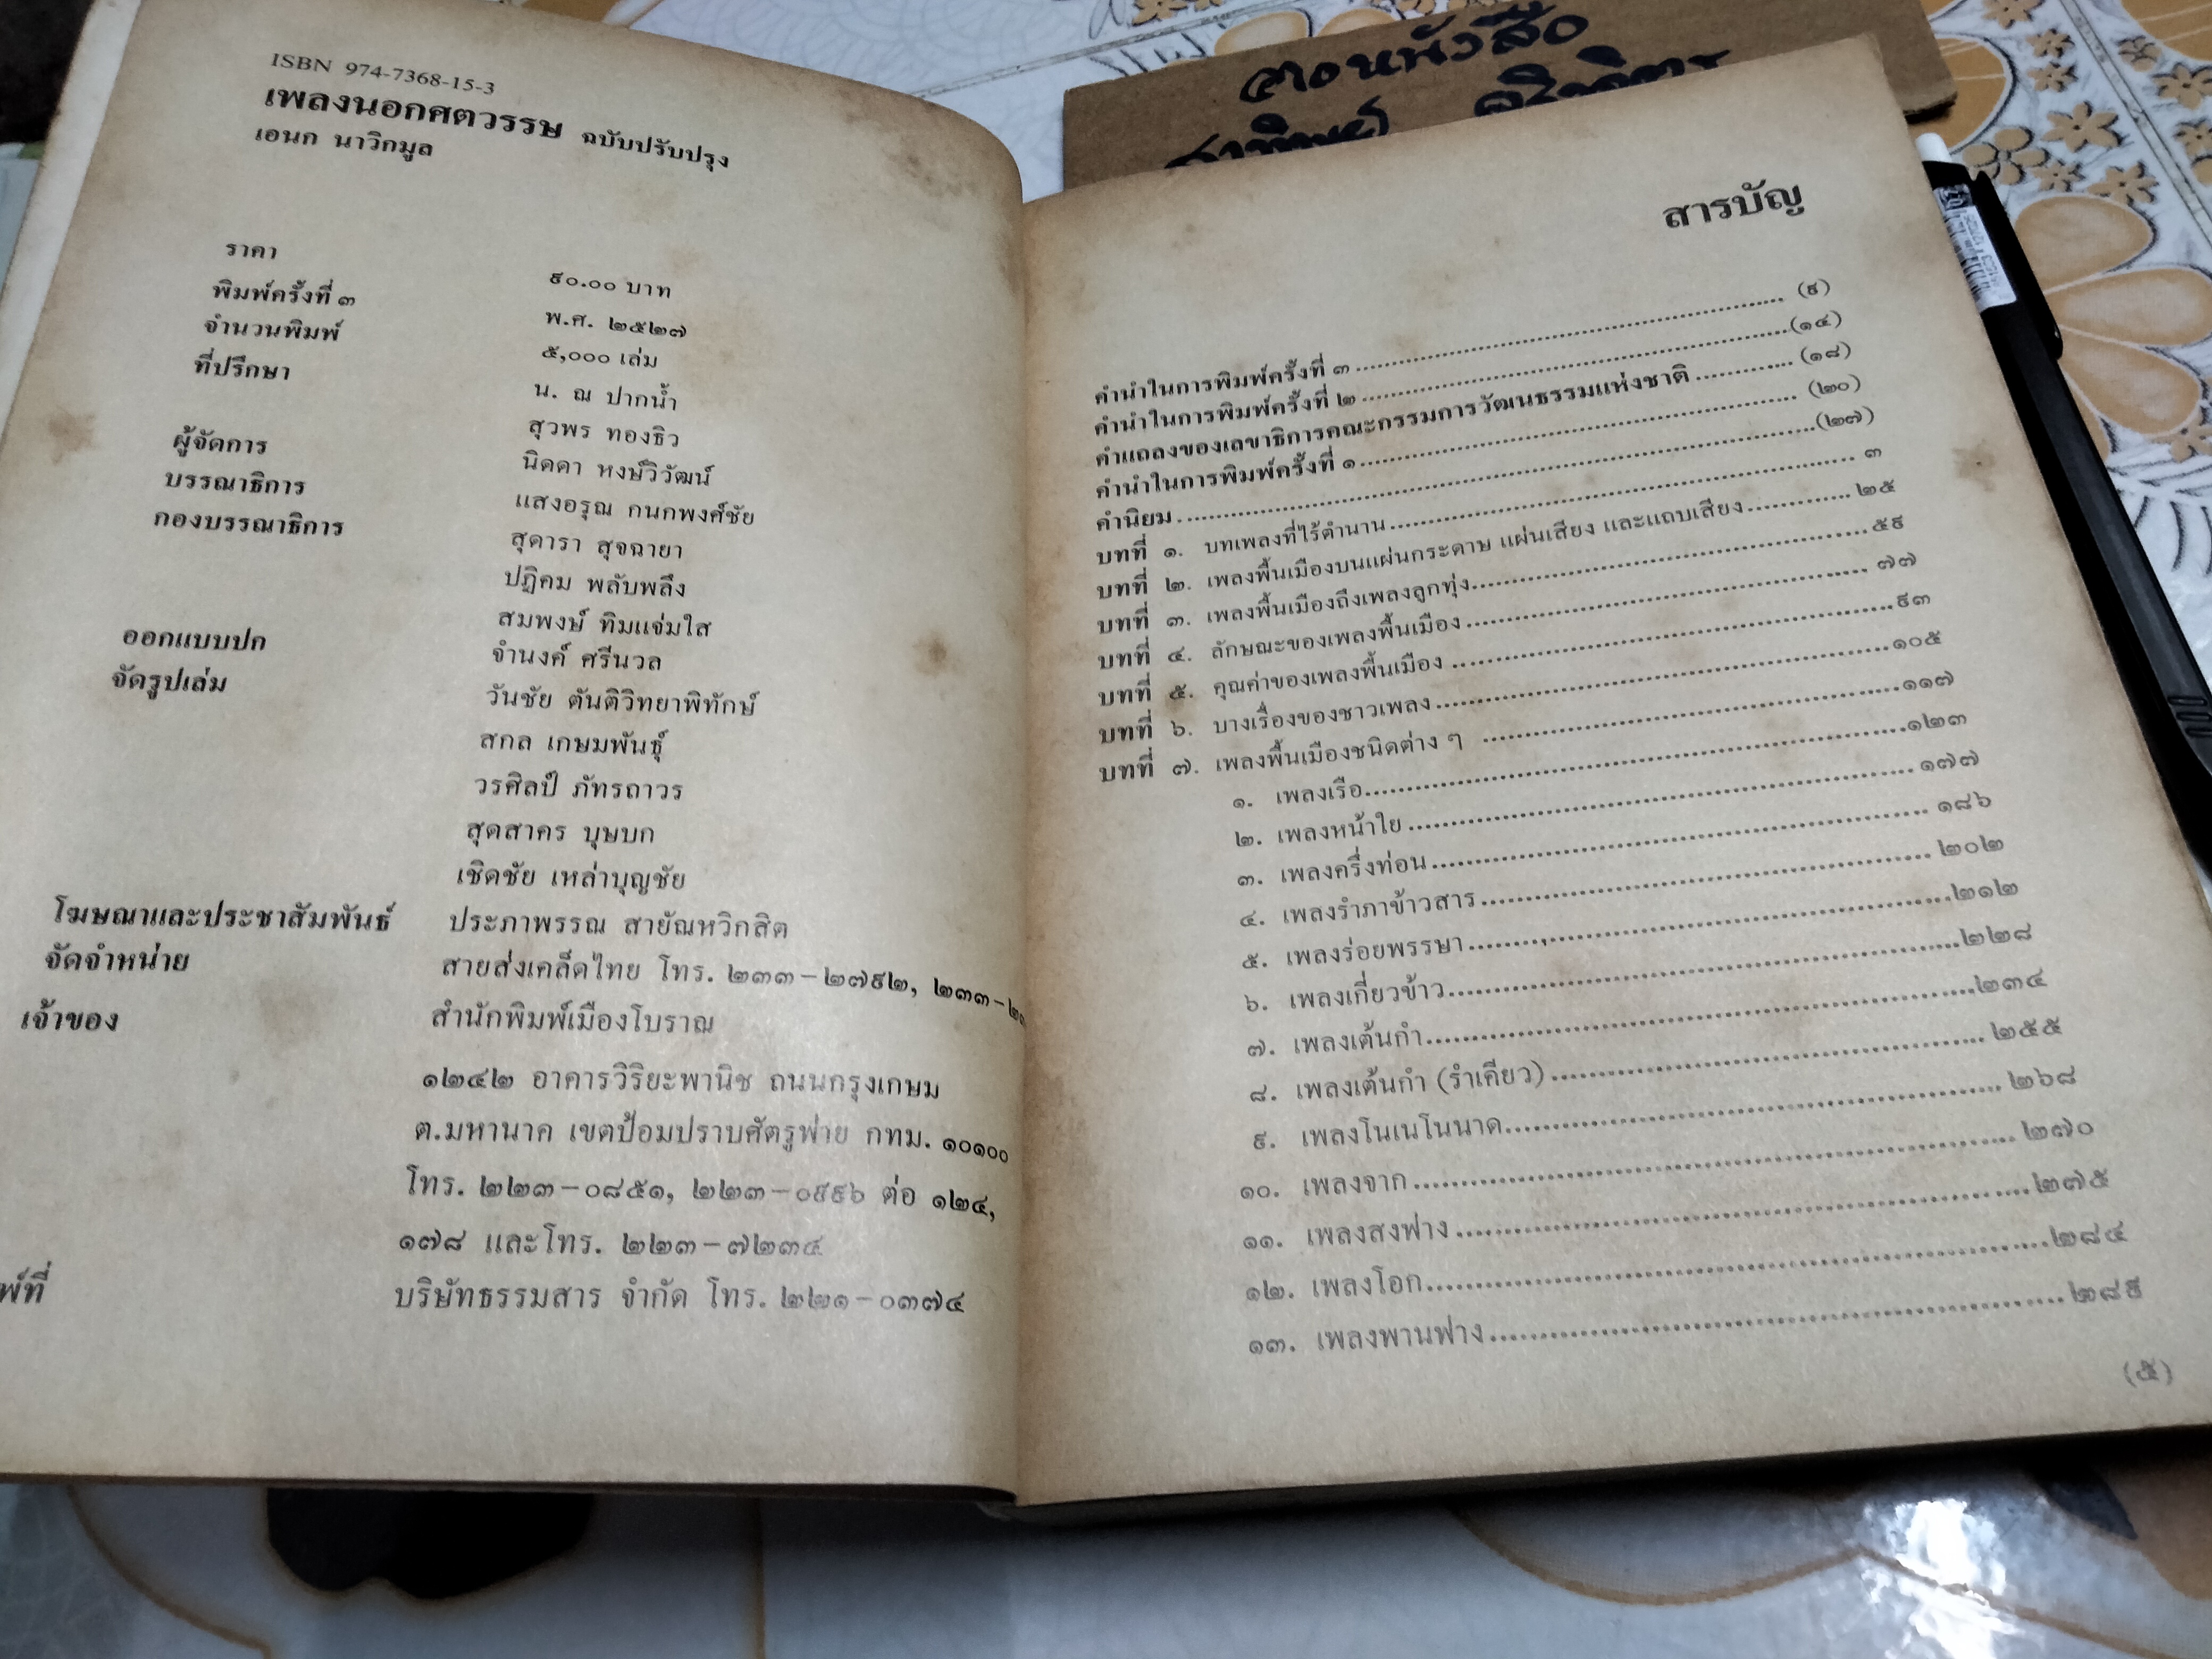 ตอบหนังสือ
ISBN 974-7368-15-3
เพลงนอกศตวรรษ ฉบับปรับปรุง
เอนก นาวิกมูล
ราคา ๙๐.๐๐ บาท
พิมพ์ครั้งที่ ๓ พ.ศ. ๒๕๒๗
จำนวนพิมพ์ ๕,๐๐๐ เล่ม
ที่ปรึกษา น. ณ ปากน้ำ
สุวพร ทองธิว
ผู้จัดการ นิดดา หงษ์วิวัฒน์
บรรณาธิการ แสงอรุณ กนกพงศ์ชัย
กองบรรณาธิการ สุดารา สุจฉายา
ปฏิคม พลับพลึง
สมพงษ์ ทิมแจ่มใส
ออกแบบปก จำนงค์ ศรีนวล
จัดรูปเล่ม วันชัย ตันติวิทยาพิทักษ์
สกล เกษมพันธุ์
วรศิลป์ ภัทรถาวร
สุดสาคร บุษบก
เชิดชัย เหล่าบุญชัย
โฆษณาและประชาสัมพันธ์ ประภาพรรณ สายัณหวิกสิต
จัดจำหน่าย สายส่งเคล็ดไทย โทร. ๒๓๓-๒๗๙๒, ๒๓๓-๒
เจ้าของ สำนักพิมพ์เมืองโบราณ
๑๒๔๒ อาคารวิริยะพานิช ถนนกรุงเกษม
ต.มหานาค เขตป้อมปราบศัตรูพ่าย กทม. ๑๐๑๐๐
โทร. ๒๒๓-๐๘๕๑, ๒๒๓-๐๙๙๖ ต่อ ๑๒๔,
๑๗๘ และโทร. ๒๒๓-๗๒๓๔
พ์ที่ บริษัทธรรมสาร จำกัด โทร. ๒๒๑-๐๓๗๔
สารบัญ
คำนำในการพิมพ์ครั้งที่ ๓ (๙)
คำนำในการพิมพ์ครั้งที่ ๒ (๑๔)
คำแถลงของเลขาธิการคณะกรรมการวัฒนธรรมแห่งชาติ (๑๘)
คำนำในการพิมพ์ครั้งที่ ๑ (๒๐)
คำนิยม (๒๗)
บทที่ ๑. บทเพลงที่ไร้ตำนาน ๓
บทที่ ๒. เพลงพื้นเมืองบนแผ่นกระดาษ แผ่นเสียง และแถบเสียง ๒๕
บทที่ ๓. เพลงพื้นเมืองถึงเพลงลูกทุ่ง ๕๙
บทที่ ๔. ลักษณะของเพลงพื้นเมือง ๗๗
บทที่ ๕. คุณค่าของเพลงพื้นเมือง ๙๓
บทที่ ๖. บางเรื่องของชาวเพลง ๑๐๕
บทที่ ๗. เพลงพื้นเมืองชนิดต่าง ๆ ๑๑๗
๑. เพลงเรือ ๑๒๓
๒. เพลงหน้าใย ๑๗๗
๓. เพลงครึ่งท่อน ๑๘๖
๔. เพลงรำภาข้าวสาร ๒๐๒
๕. เพลงร่อยพรรษา ๒๑๒
๖. เพลงเกี่ยวข้าว ๒๒๘
๗. เพลงเต้นกำ ๒๓๔
๘. เพลงเต้นกำ (รำเคียว) ๒๕๕
๙. เพลงโนเนโนนาด ๒๖๘
๑๐. เพลงจาก ๒๗๐
๑๑. เพลงสงฟาง ๒๗๕
๑๒. เพลงโอก ๒๘๔
๑๓. เพลงพานฟาง ๒๘๙
(๕)